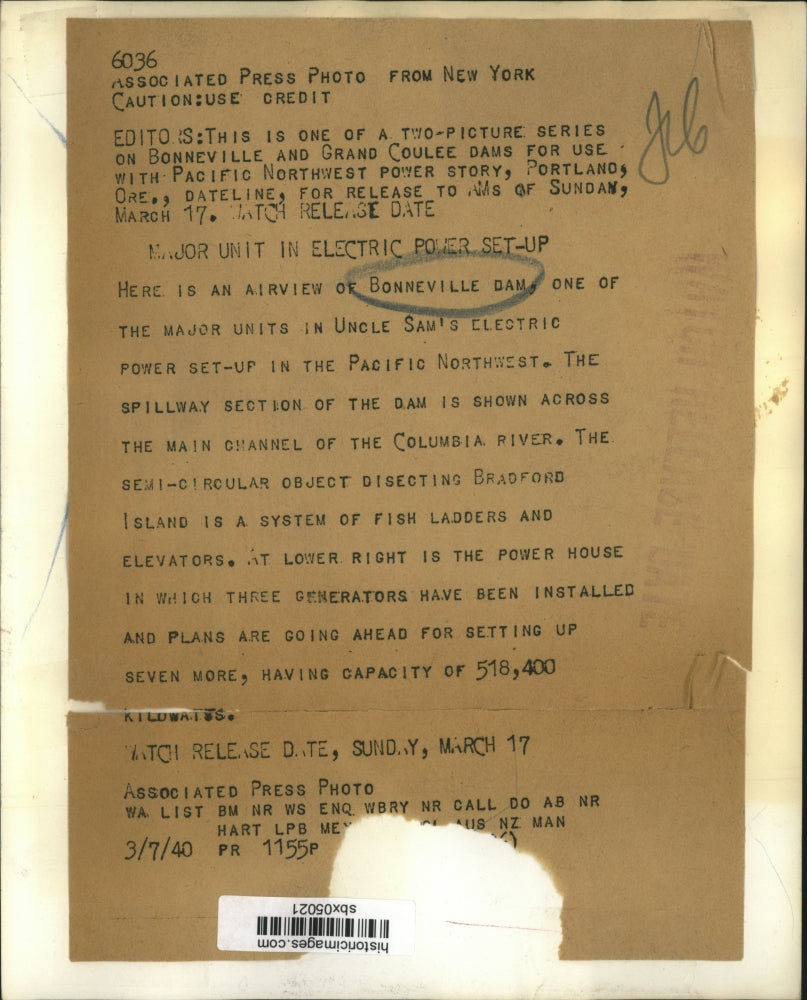 6036
ASSOCIATED PRESS PHOTO FROM NEW YORK
CAUTION:USE CREDIT
EDITORS:THIS IS ONE OF A TWO-PICTURE SERIES
ON BONNEVILLE AND GRAND COULEE DAMS FOR USE
WITH PACIFIC NORTHWEST POWER STORY, PORTLAND,
ORE., DATELINE, FOR RELEASE TO AMS OF SUNDAY,
MARCH 17. WATCH RELEASE DATE
MAJOR UNIT IN ELECTRIC POWER SET-UP
HERE IS AN AIRVIEW OF BONNEVILLE DAM, ONE OF
THE MAJOR UNITS IN UNCLE SAM'S ELECTRIC
POWER SET-UP IN THE PACIFIC NORTHWEST. THE
SPILLWAY SECTION OF THE DAM IS SHOWN ACROSS
THE MAIN CHANNEL OF THE COLUMBIA RIVER. THE
SEMI-CIRCULAR OBJECT DISECTING BRADFORD
ISLAND IS A SYSTEM OF FISH LADDERS AND
ELEVATORS. AT LOWER RIGHT IS THE POWER HOUSE
IN WHICH THREE GENERATORS HAVE BEEN INSTALLED
AND PLANS ARE GOING AHEAD FOR SETTING UP
SEVEN MORE, HAVING CAPACITY OF 518,400
KILOWATTS.
WATCH RELEASE DATE, SUNDAY, MARCH 17
ASSOCIATED PRESS PHOTO
WA LIST BM NR WS ENQ WBRY NR CALL DO AB NR
HART LPB AUS NZ MAN
3/7/40 PR 1155P
historicimages.com
sbx05021